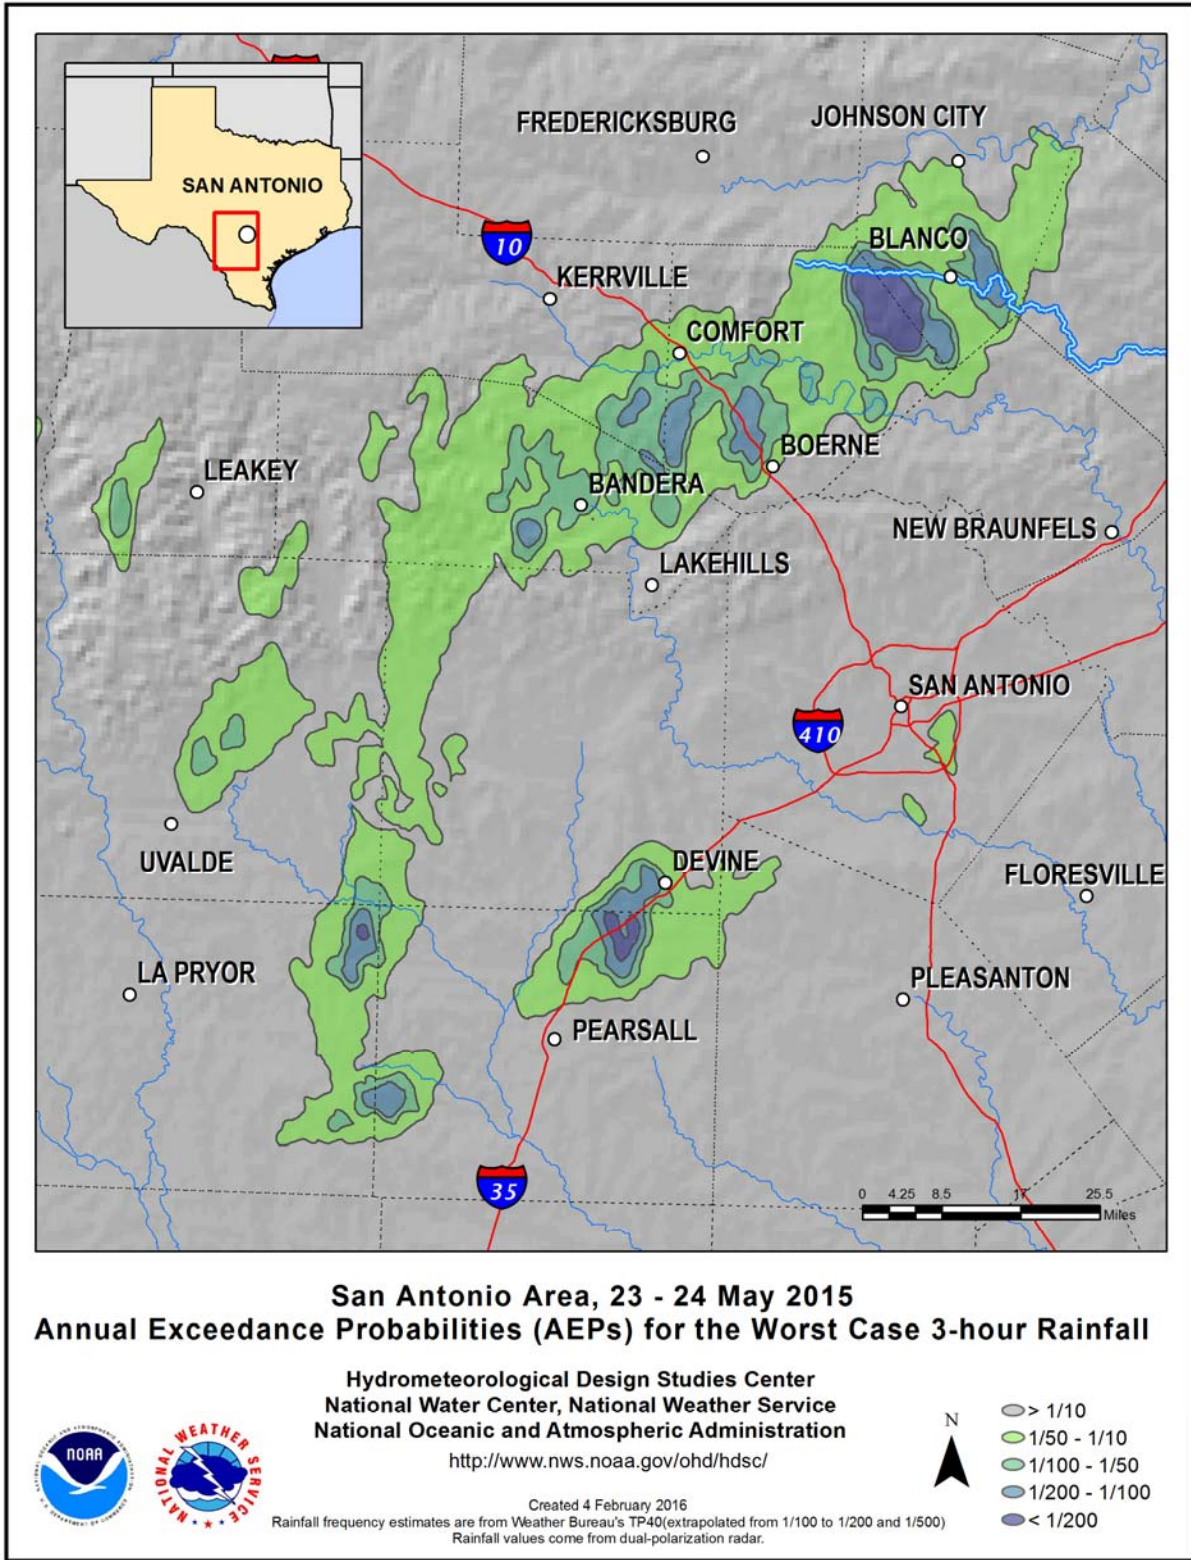 FREDERICKSBURG
JOHNSON CITY
SAN ANTONIO
10
BLANCO
KERRVILLE
COMFORT
BOERNE
LEAKEY
BANDERA
NEW BRAUNFELS
LAKEHILLS
SAN ANTONIO
410
UVALDE
DEVINE
FLORESVILLE
LA PRYOR
PLEASANTON
PEARSALL
35
0 4.25 8.5 17 25.5
Miles
San Antonio Area, 23 - 24 May 2015
Annual Exceedance Probabilities (AEPs) for the Worst Case 3-hour Rainfall
Hydrometeorological Design Studies Center
National Water Center, National Weather Service
National Oceanic and Atmospheric Administration
http://www.nws.noaa.gov/ohd/hdsc/
Created 4 February 2016
Rainfall frequency estimates are from Weather Bureau's TP40(extrapolated from 1/100 to 1/200 and 1/500)
Rainfall values come from dual-polarization radar.
NOAA
NATIONAL WEATHER SERVICE
N
> 1/10
1/50 - 1/10
1/100 - 1/50
1/200 - 1/100
< 1/200